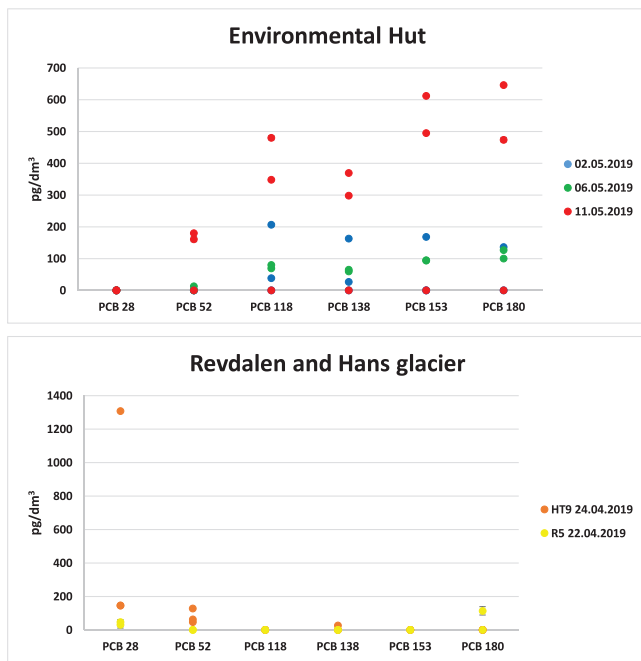 Environmental Hut
700
600
500
400
300
200
100
0
pg/dm³
PCB 28 PCB 52 PCB 118 PCB 138 PCB 153 PCB 180
02.05.2019
06.05.2019
11.05.2019
Revdalen and Hans glacier
1400
1200
1000
800
600
400
200
0
pg/dm³
PCB 28 PCB 52 PCB 118 PCB 138 PCB 153 PCB 180
HT9 24.04.2019
R5 22.04.2019